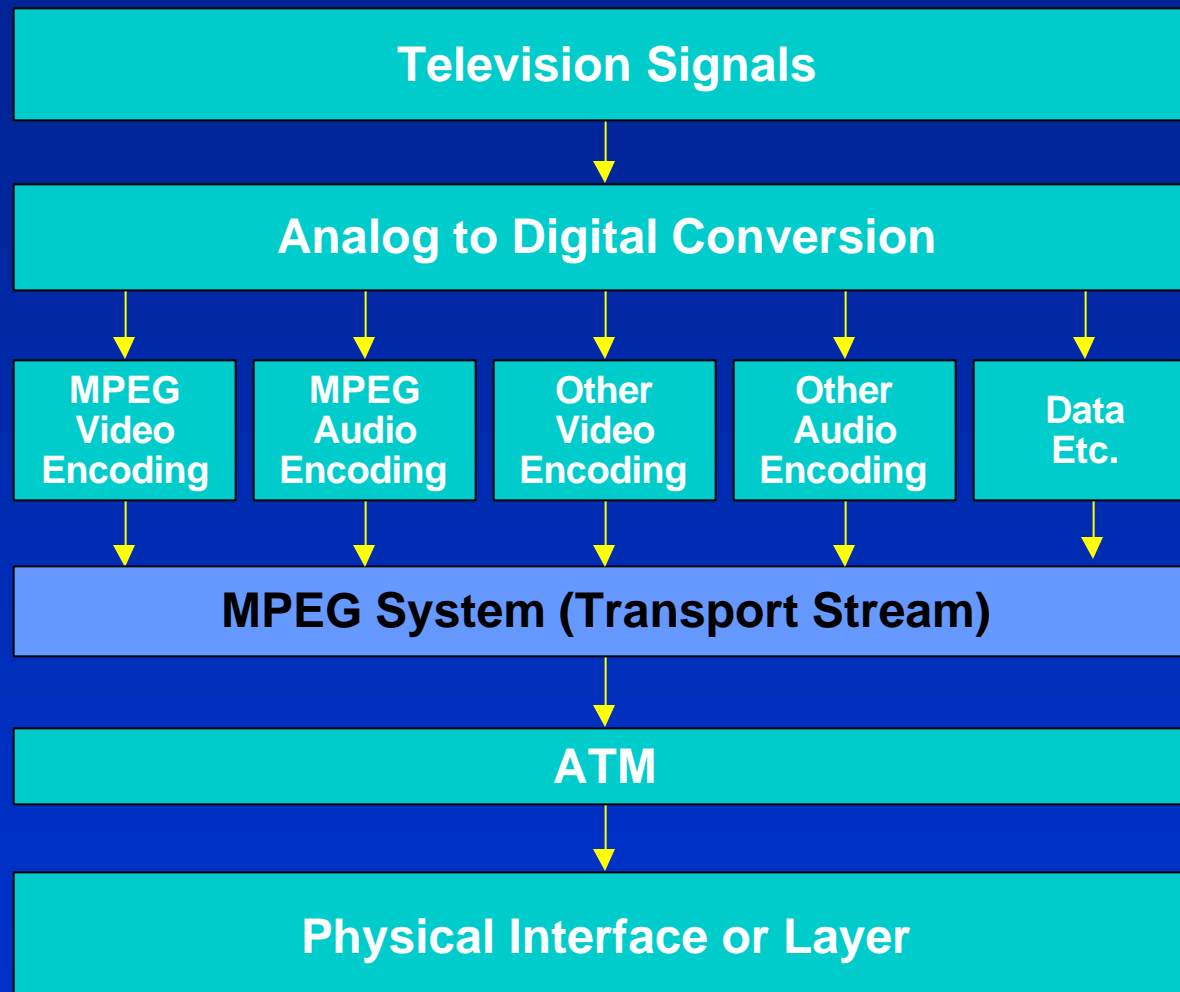 Television Signals
Analog to Digital Conversion
MPEG
Video
Encoding
MPEG
Audio
Encoding
Other
Video
Encoding
Other
Audio
Encoding
Data
Etc.
MPEG System (Transport Stream)
ATM
Physical Interface or Layer